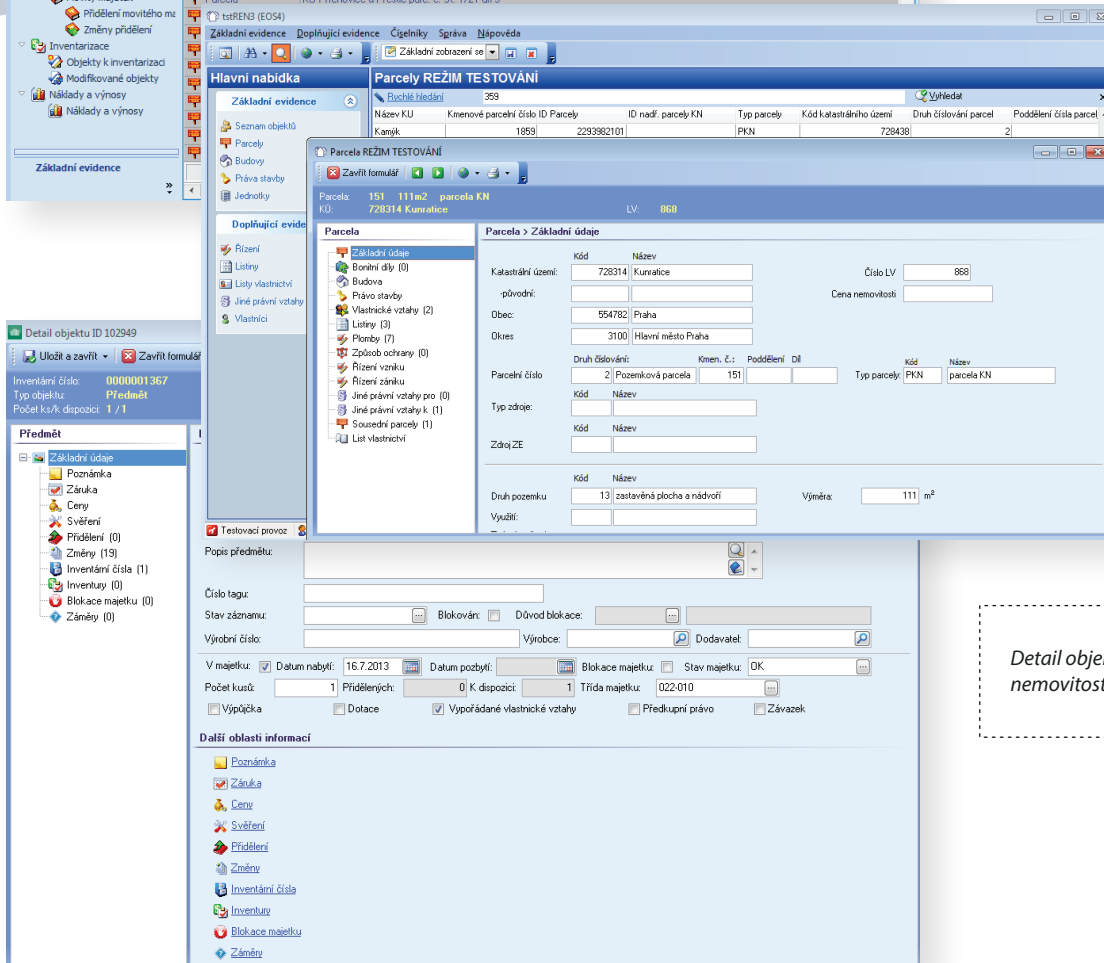 Přidělení movitého ma
Změny přidělení
Inventarizace
Objekty k inventarizaci
Modifikované objekty
Náklady a výnosy
Náklady a výnosy
Základní evidence
tstREN3 (EOS4)
Základní evidence Doplňující evidence Číselníky Správa Nápověda
Základní zobrazení se
Hlavní nabídka
Základní evidence
Seznam objektů
Parcely
Budovy
Práva stavby
Jednotky
Doplňující evide
Řízení
Listiny
Listy vlastnictví
Jiné právní vztahy
Vlastníci
Testovací provoz
Parcely REŽIM TESTOVÁNÍ
Rychlé hledání 359 Vyhledat
Název KU Kmenové parcelní číslo ID Parcely ID nadř. parcely KN Typ parcely Kód katastrálního území Druh číslování parcel Poddělení čísla parcel
Kamýk 1859 2293982101 PKN 728438 2
Parcela REŽIM TESTOVÁNÍ
Zavřít formulář
Parcela: 151 111m2 parcela KN
KÚ: 728314 Kunratice LV: 868
Parcela
Základní údaje
Bonitní díly (0)
Budova
Právo stavby
Vlastnické vztahy (2)
Listiny (3)
Plomby (7)
Způsob ochrany (0)
Řízení vzniku
Řízení zániku
Jiné právní vztahy pro (0)
Jiné právní vztahy k (1)
Sousední parcely (1)
List vlastnictví
Parcela > Základní údaje
Kód Název
Katastrální území: 728314 Kunratice Číslo LV 868
-původní: Cena nemovitosti
Obec: 554782 Praha
Okres 3100 Hlavní město Praha
Druh číslování: Kmen. č.: Poddělení Díl Kód Název
Parcelní číslo 2 Pozemková parcela 151 Typ parcely: PKN parcela KN
Kód Název
Typ zdroje:
Kód Název
Zdroj ZE
Kód Název
Druh pozemku 13 zastavěná plocha a nádvoří Výměra: 111 m²
Využití:
Detail objektu ID 102949
Uložit a zavřít Zavřít formulář
Inventární číslo: 0000001367
Typ objektu: Předmět
Počet ks/k dispozici: 1 / 1
Předmět
Základní údaje
Poznámka
Záruka
Ceny
Svěření
Přidělení (0)
Změny (19)
Inventární čísla (1)
Inventury (0)
Blokace majetku (0)
Záměry (0)
Popis předmětu:
Číslo tagu:
Stav záznamu: Blokován: Důvod blokace:
Výrobní číslo: Výrobce: Dodavatel:
V majetku: Datum nabytí: 16.7.2013 Datum pozbytí: Blokace majetku: Stav majetku: OK
Počet kusů: 1 Přidělených: 0 K dispozici: 1 Třída majetku: 022-010
Výpůjčka Dotace Vypořádané vlastnické vztahy Předkupní právo Závazek
Další oblasti informací
Poznámka
Záruka
Ceny
Svěření
Přidělení
Změny
Inventární čísla
Inventury
Blokace majetku
Záměry
Detail obje
nemovitost